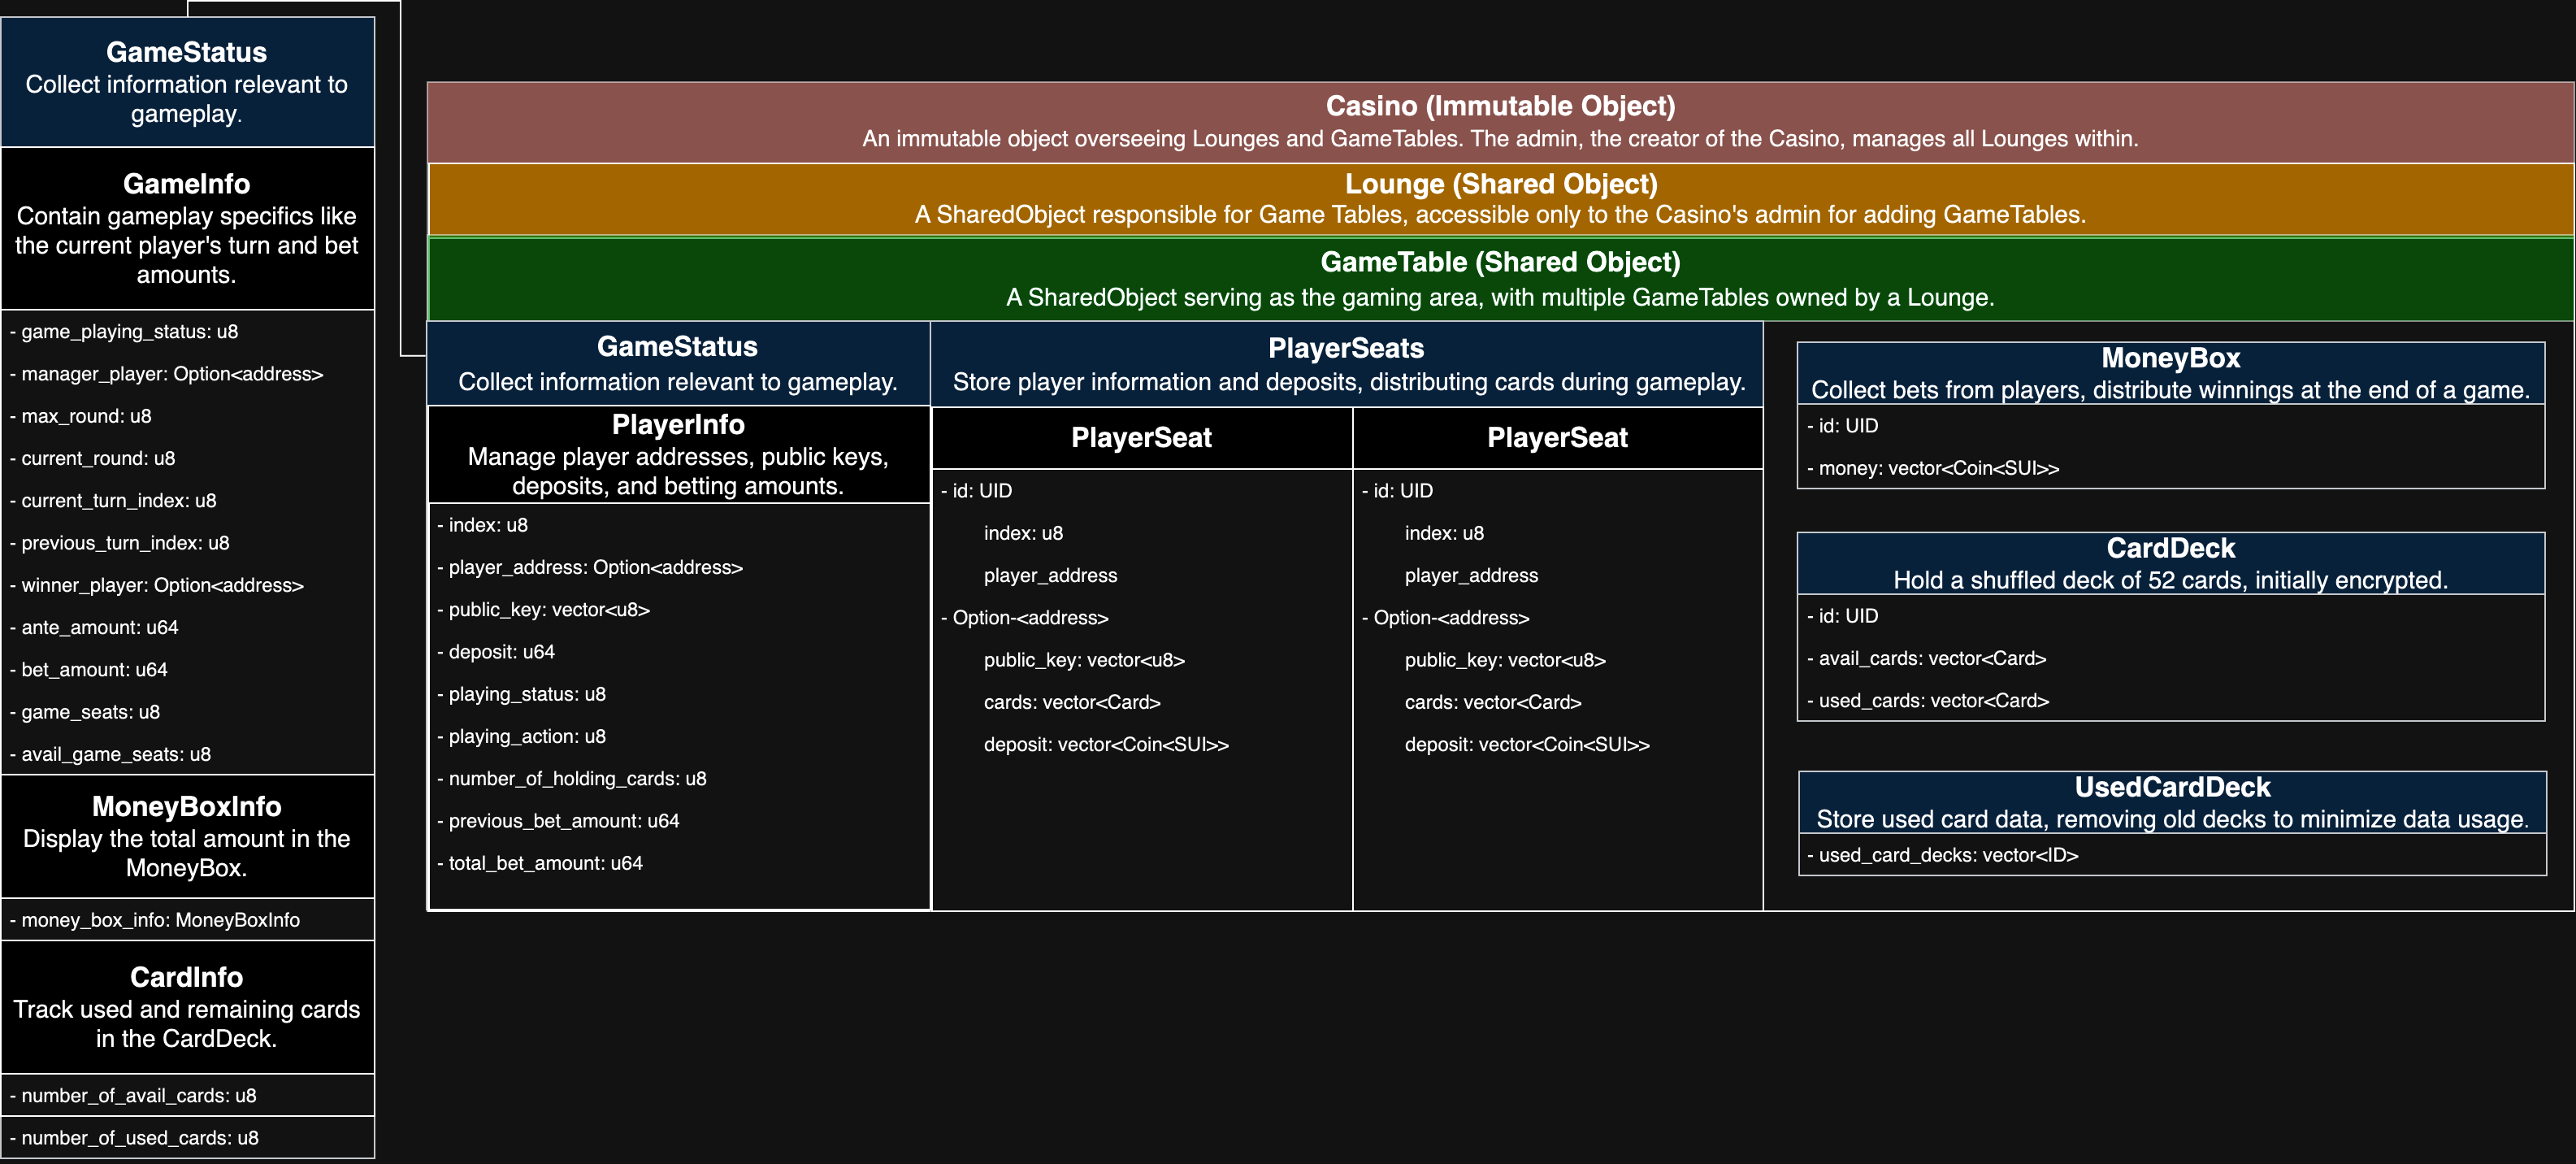 GameStatus
Collect information relevant to
gameplay.
GameInfo
Contain gameplay specifics like
the current player's turn and bet
amounts.
- game_playing_status: u8
- manager_player: Option<address>
- max_round: u8
- current_round: u8
- current_turn_index: u8
- previous_turn_index: u8
- winner_player: Option<address>
- ante_amount: u64
- bet_amount: u64
- game_seats: u8
- avail_game_seats: u8
MoneyBoxInfo
Display the total amount in the
MoneyBox.
- money_box_info: MoneyBoxInfo
CardInfo
Track used and remaining cards
in the CardDeck.
- number_of_avail_cards: u8
- number_of_used_cards: u8
Casino (Immutable Object)
An immutable object overseeing Lounges and GameTables. The admin, the creator of the Casino, manages all Lounges within.
Lounge (Shared Object)
A SharedObject responsible for Game Tables, accessible only to the Casino's admin for adding GameTables.
GameTable (Shared Object)
A SharedObject serving as the gaming area, with multiple GameTables owned by a Lounge.
GameStatus
Collect information relevant to gameplay.
PlayerInfo
Manage player addresses, public keys,
deposits, and betting amounts.
- index: u8
- player_address: Option<address>
- public_key: vector<u8>
- deposit: u64
- playing_status: u8
- playing_action: u8
- number_of_holding_cards: u8
- previous_bet_amount: u64
- total_bet_amount: u64
PlayerSeats
Store player information and deposits, distributing cards during gameplay.
PlayerSeat
- id: UID
index: u8
player_address
- Option-<address>
public_key: vector<u8>
cards: vector<Card>
deposit: vector<Coin<SUI>>
PlayerSeat
- id: UID
index: u8
player_address
- Option-<address>
public_key: vector<u8>
cards: vector<Card>
deposit: vector<Coin<SUI>>
MoneyBox
Collect bets from players, distribute winnings at the end of a game.
- id: UID
- money: vector<Coin<SUI>>
CardDeck
Hold a shuffled deck of 52 cards, initially encrypted.
- id: UID
- avail_cards: vector<Card>
- used_cards: vector<Card>
UsedCardDeck
Store used card data, removing old decks to minimize data usage.
- used_card_decks: vector<ID>